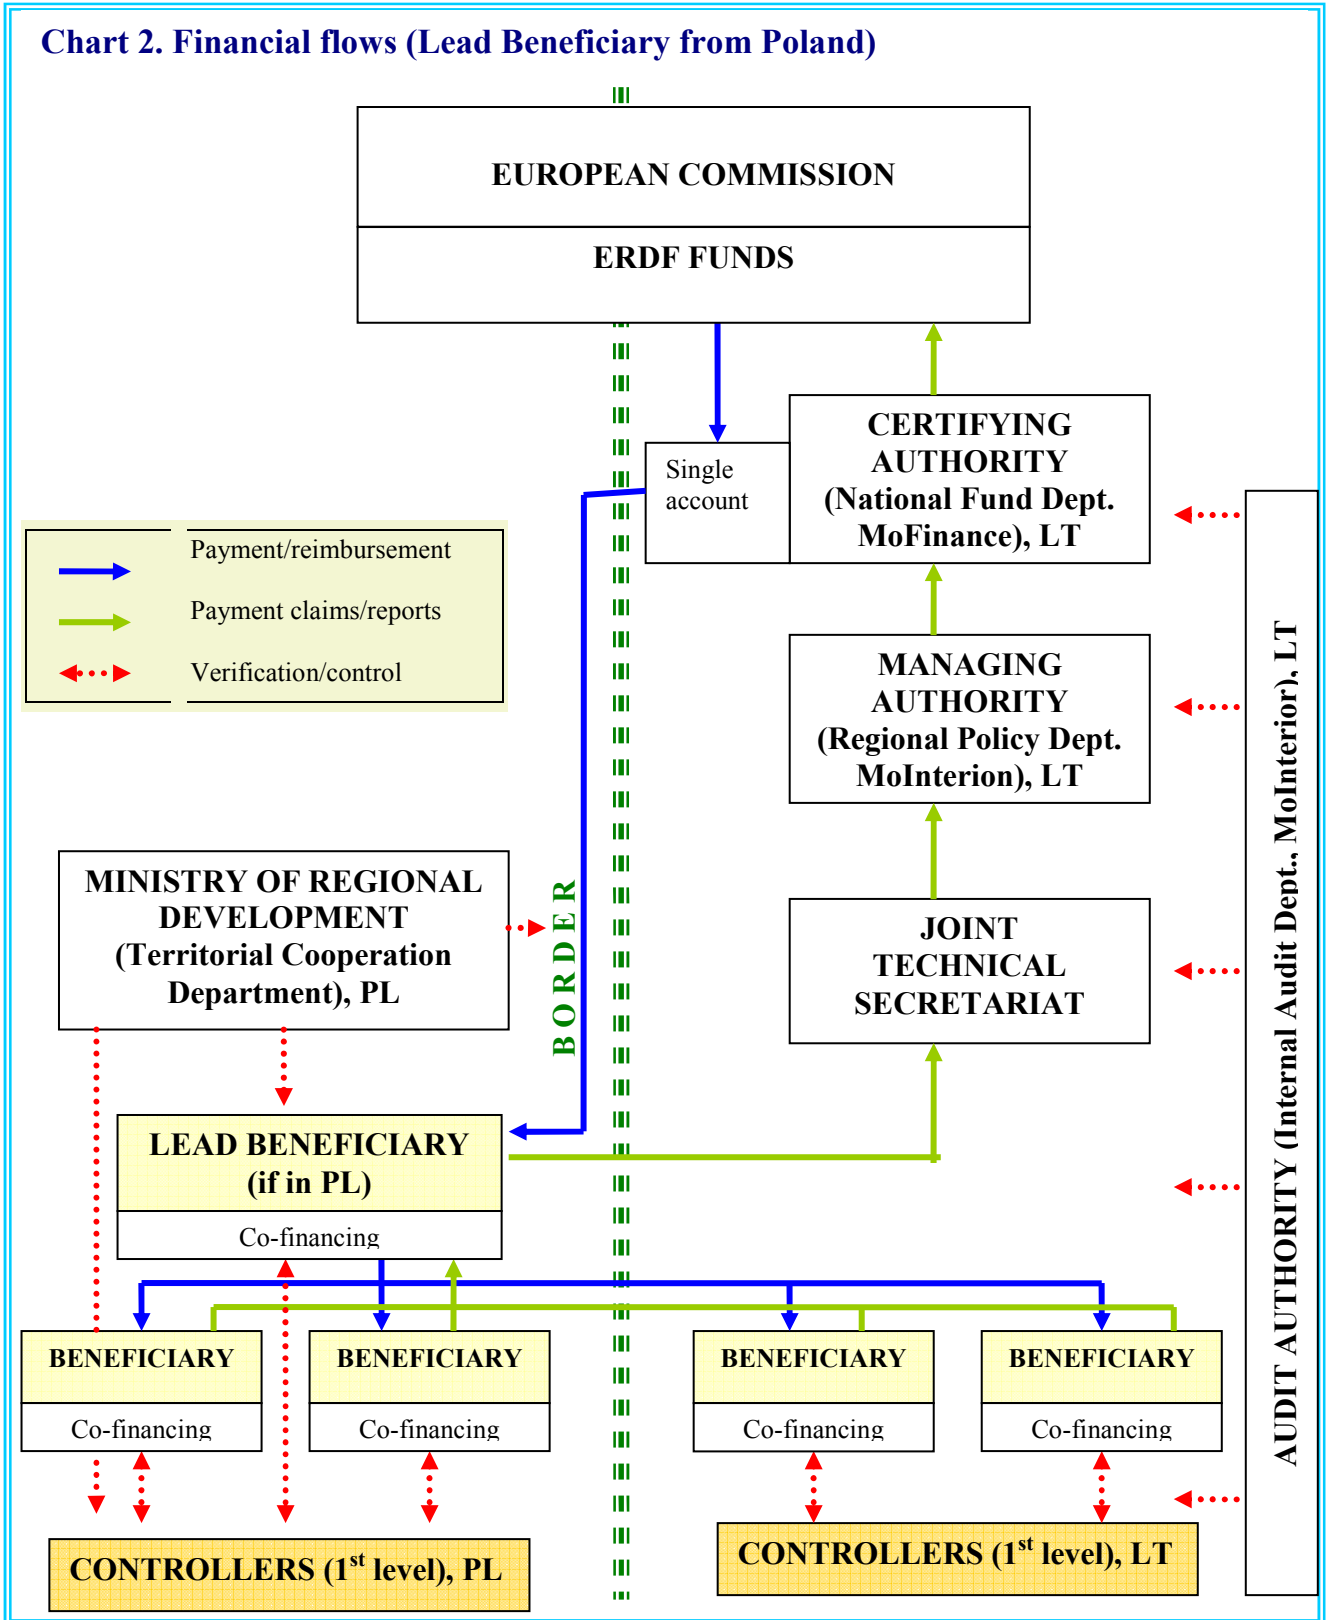 Chart 2. Financial flows (Lead Beneficiary from Poland)
EUROPEAN COMMISSION
ERDF FUNDS
CERTIFYING
AUTHORITY
(National Fund Dept.
MoFinance), LT
Single
account
Payment/reimbursement
Payment claims/reports
Verification/control
MANAGING
AUTHORITY
(Regional Policy Dept.
MoInterion), LT
MINISTRY OF REGIONAL
DEVELOPMENT
(Territorial Cooperation
Department), PL
BORDER
JOINT
TECHNICAL
SECRETARIAT
AUDIT AUTHORITY (Internal Audit Dept., MoInterior), LT
LEAD BENEFICIARY
(if in PL)
Co-financing
BENEFICIARY
Co-financing
BENEFICIARY
Co-financing
BENEFICIARY
Co-financing
BENEFICIARY
Co-financing
CONTROLLERS (1st level), PL
CONTROLLERS (1st level), LT